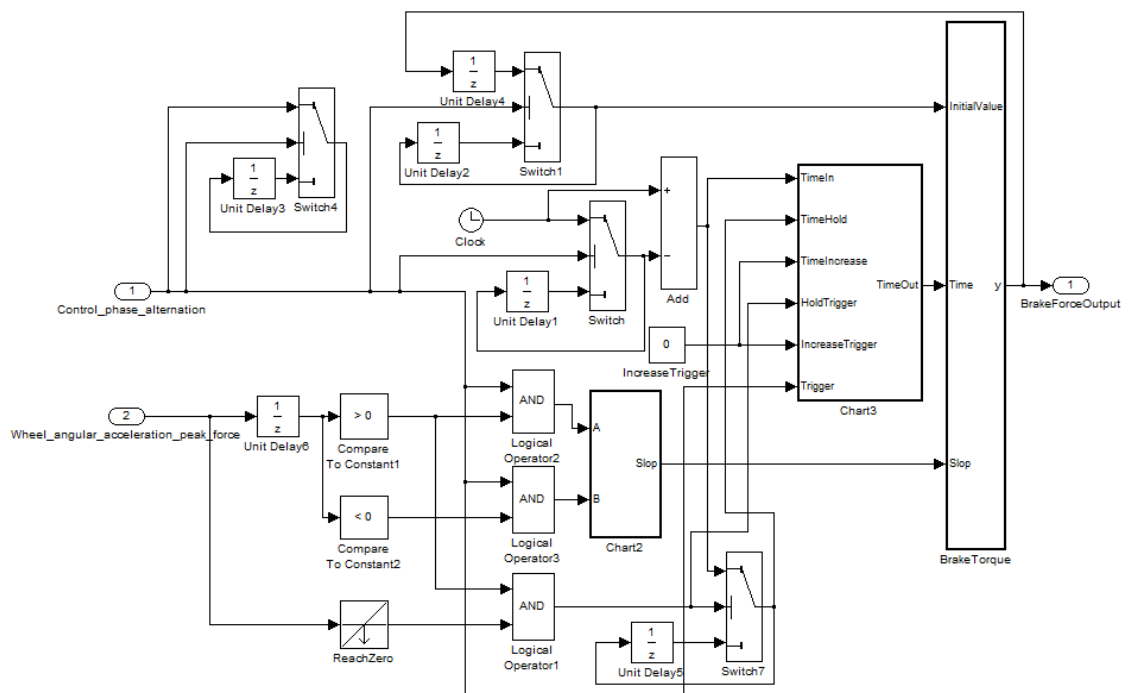 1
z
Unit Delay4
Switch1
1
z
Unit Delay2
1
z
Unit Delay3
Switch4
InitialValue
Clock
+
−
Add
1
z
Unit Delay1
Switch
1
Control_phase_alternation
0
IncreaseTrigger
TimeIn
TimeHold
TimeIncrease
HoldTrigger
IncreaseTrigger
Trigger
TimeOut
Chart3
Time
y
Slop
BrakeTorque
1
BrakeForceOutput
2
Wheel_angular_acceleration_peak_force
1
z
Unit Delay6
> 0
Compare
To Constant1
< 0
Compare
To Constant2
AND
Logical
Operator2
AND
Logical
Operator3
A
B
Slop
Chart2
ReachZero
AND
Logical
Operator1
1
z
Unit Delay5
Switch7